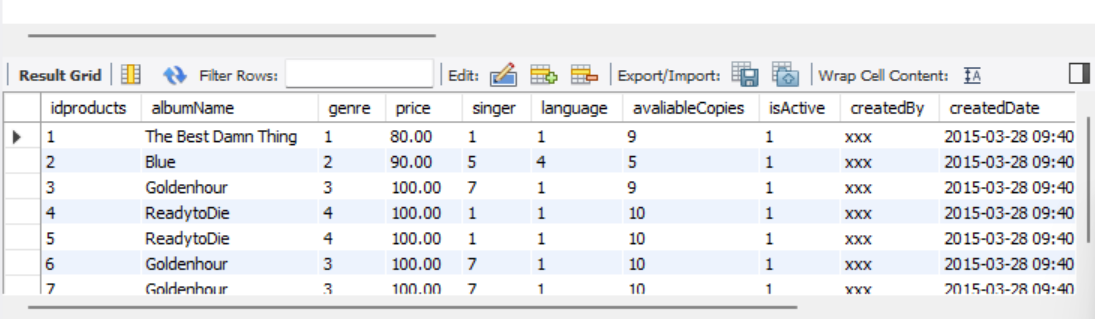 Result Grid Filter Rows: Edit: Export/Import: Wrap Cell Content: IA
idproducts albumName genre price singer language avaliableCopies isActive createdBy createdDate
1 The Best Damn Thing 1 80.00 1 1 9 1 xxx 2015-03-28 09:40
2 Blue 2 90.00 5 4 5 1 xxx 2015-03-28 09:40
3 Goldenhour 3 100.00 7 1 9 1 xxx 2015-03-28 09:40
4 ReadytoDie 4 100.00 1 1 10 1 xxx 2015-03-28 09:40
5 ReadytoDie 4 100.00 1 1 10 1 xxx 2015-03-28 09:40
6 Goldenhour 3 100.00 7 1 10 1 xxx 2015-03-28 09:40
7 Goldenhour 3 100.00 7 1 10 1 xxx 2015-03-28 09:40